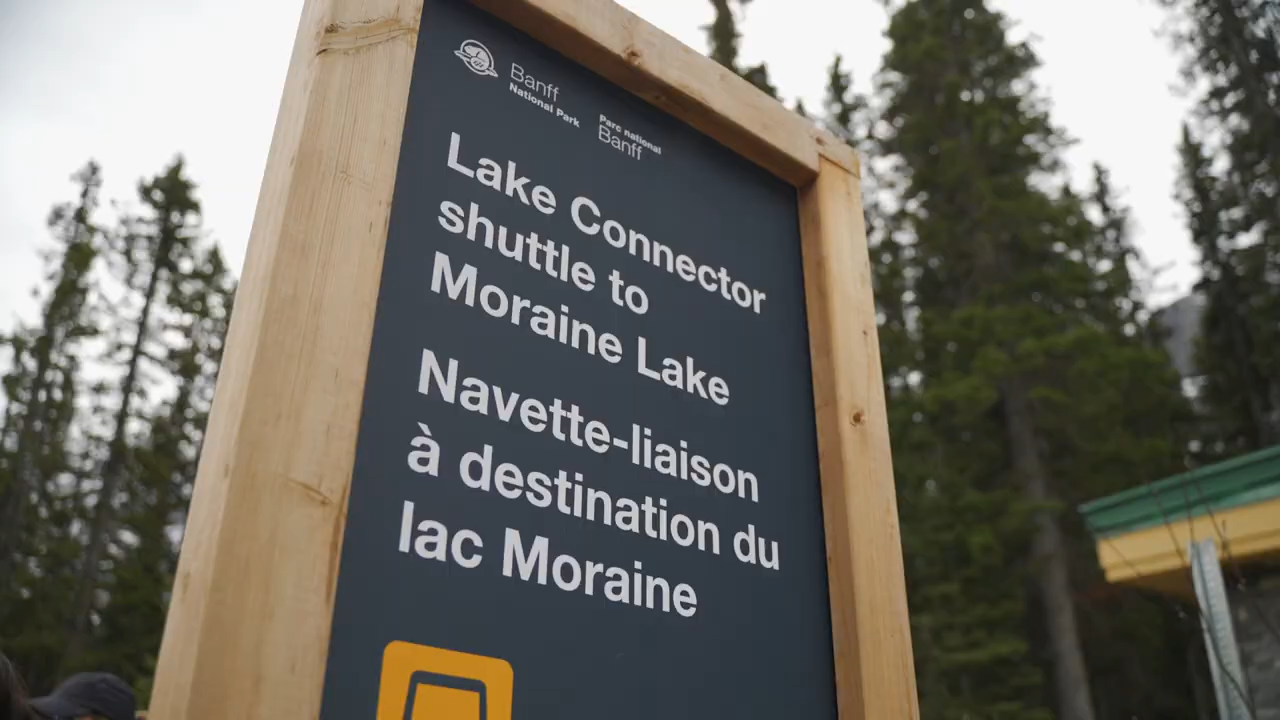 Banff
National Park
Parc national
Banff
Lake Connector
shuttle to
Moraine Lake
Navette-liaison
à destination du
lac Moraine